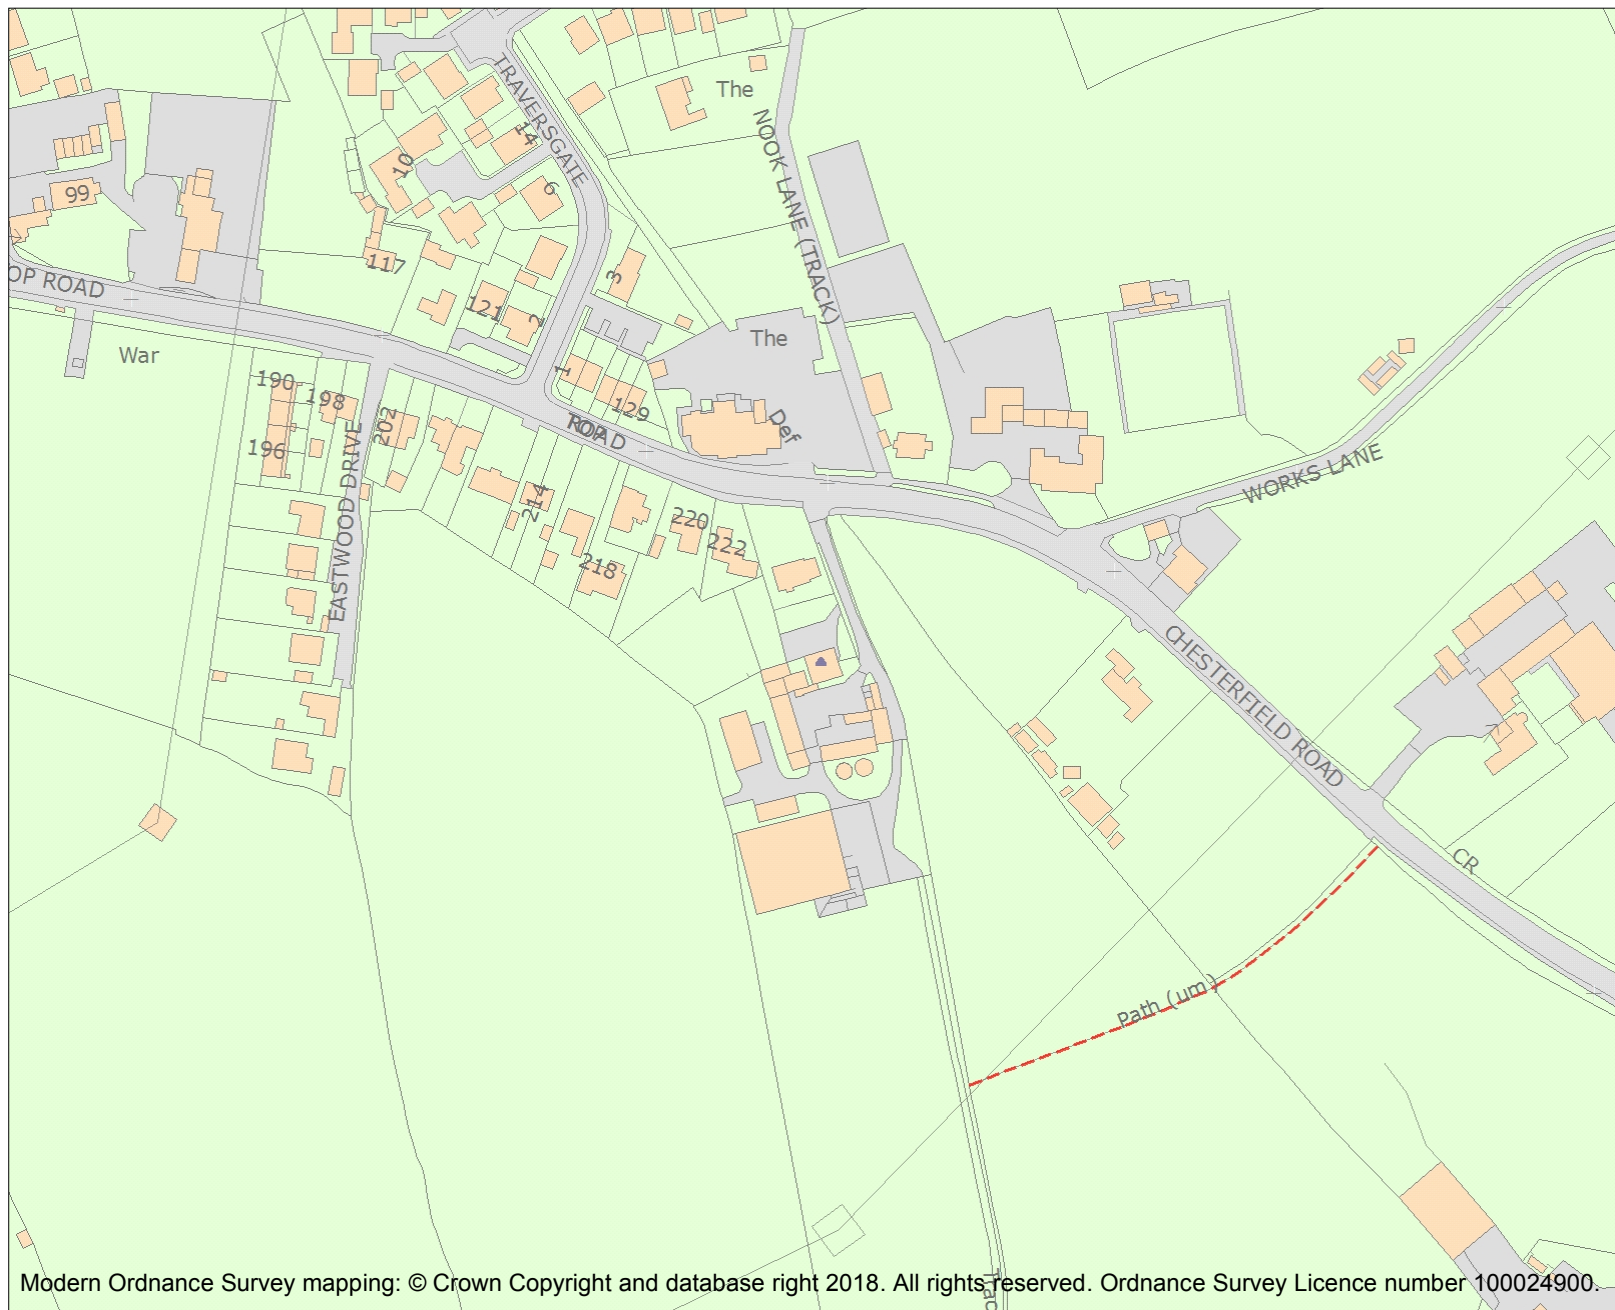 TRAVERSGATE
The
NOOK LANE (TRACK)
14
10
6
99
117
3
OP ROAD
121
2
War
The
1
129
190
198
202
TOP
ROAD
Def
196
EASTWOOD DRIVE
WORKS LANE
214
220
222
218
CHESTERFIELD ROAD
CR
Path (um)
Trac
Modern Ordnance Survey mapping: © Crown Copyright and database right 2018. All rights reserved. Ordnance Survey Licence number 100024900.